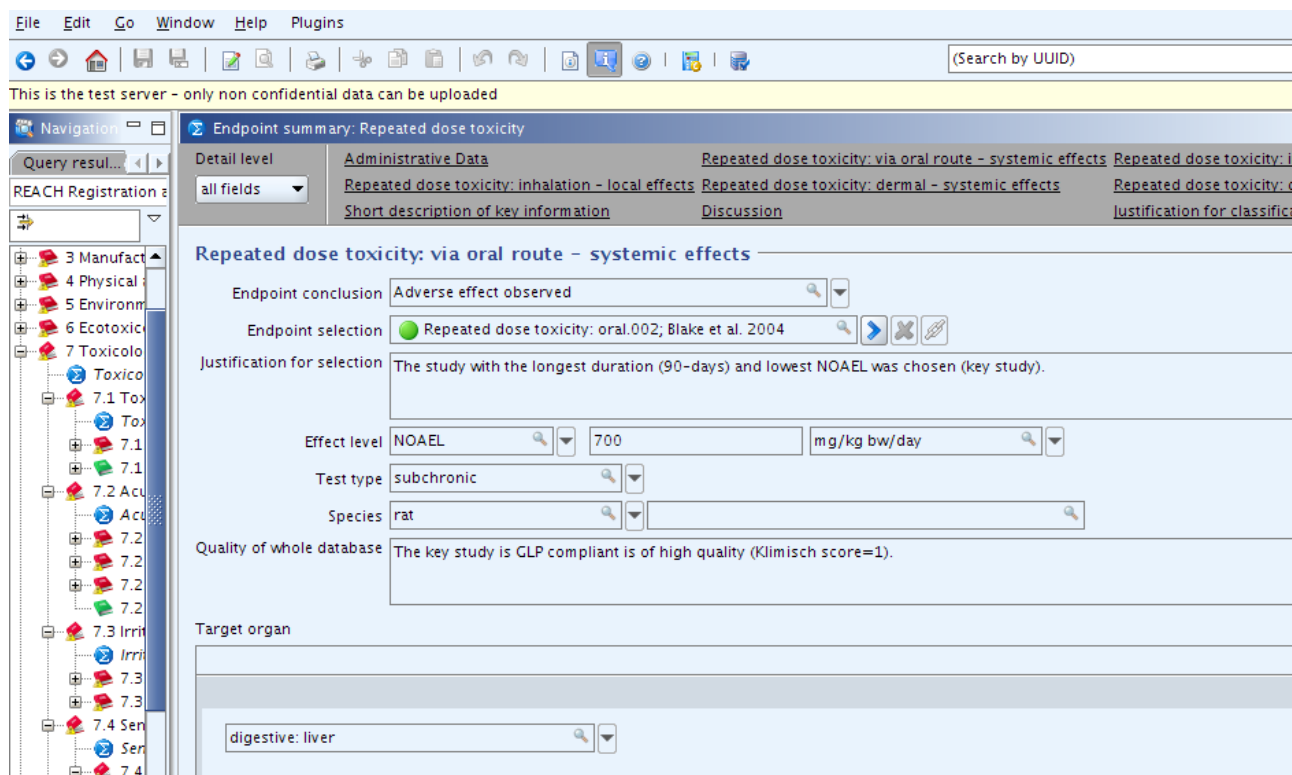 File Edit Go Window Help Plugins
(Search by UUID)
This is the test server - only non confidential data can be uploaded
Navigation
Endpoint summary: Repeated dose toxicity
Query resul...
Detail level
Administrative Data
Repeated dose toxicity: via oral route - systemic effects
Repeated dose toxicity: i
REACH Registration a
all fields
Repeated dose toxicity: inhalation - local effects
Repeated dose toxicity: dermal - systemic effects
Repeated dose toxicity:
Short description of key information
Discussion
Justification for classifica
3 Manufact
4 Physical
5 Environm
6 Ecotoxic
7 Toxicolo
Toxico
7.1 Tox
Tox
7.1
7.1
7.2 Acu
Acu
7.2
7.2
7.2
7.2
7.3 Irrit
Irri
7.3
7.3
7.4 Sen
Sen
7.4
Repeated dose toxicity: via oral route - systemic effects
Endpoint conclusion Adverse effect observed
Endpoint selection Repeated dose toxicity: oral.002; Blake et al. 2004
Justification for selection The study with the longest duration (90-days) and lowest NOAEL was chosen (key study).
Effect level NOAEL 700 mg/kg bw/day
Test type subchronic
Species rat
Quality of whole database The key study is GLP compliant is of high quality (Klimisch score=1).
Target organ
digestive: liver